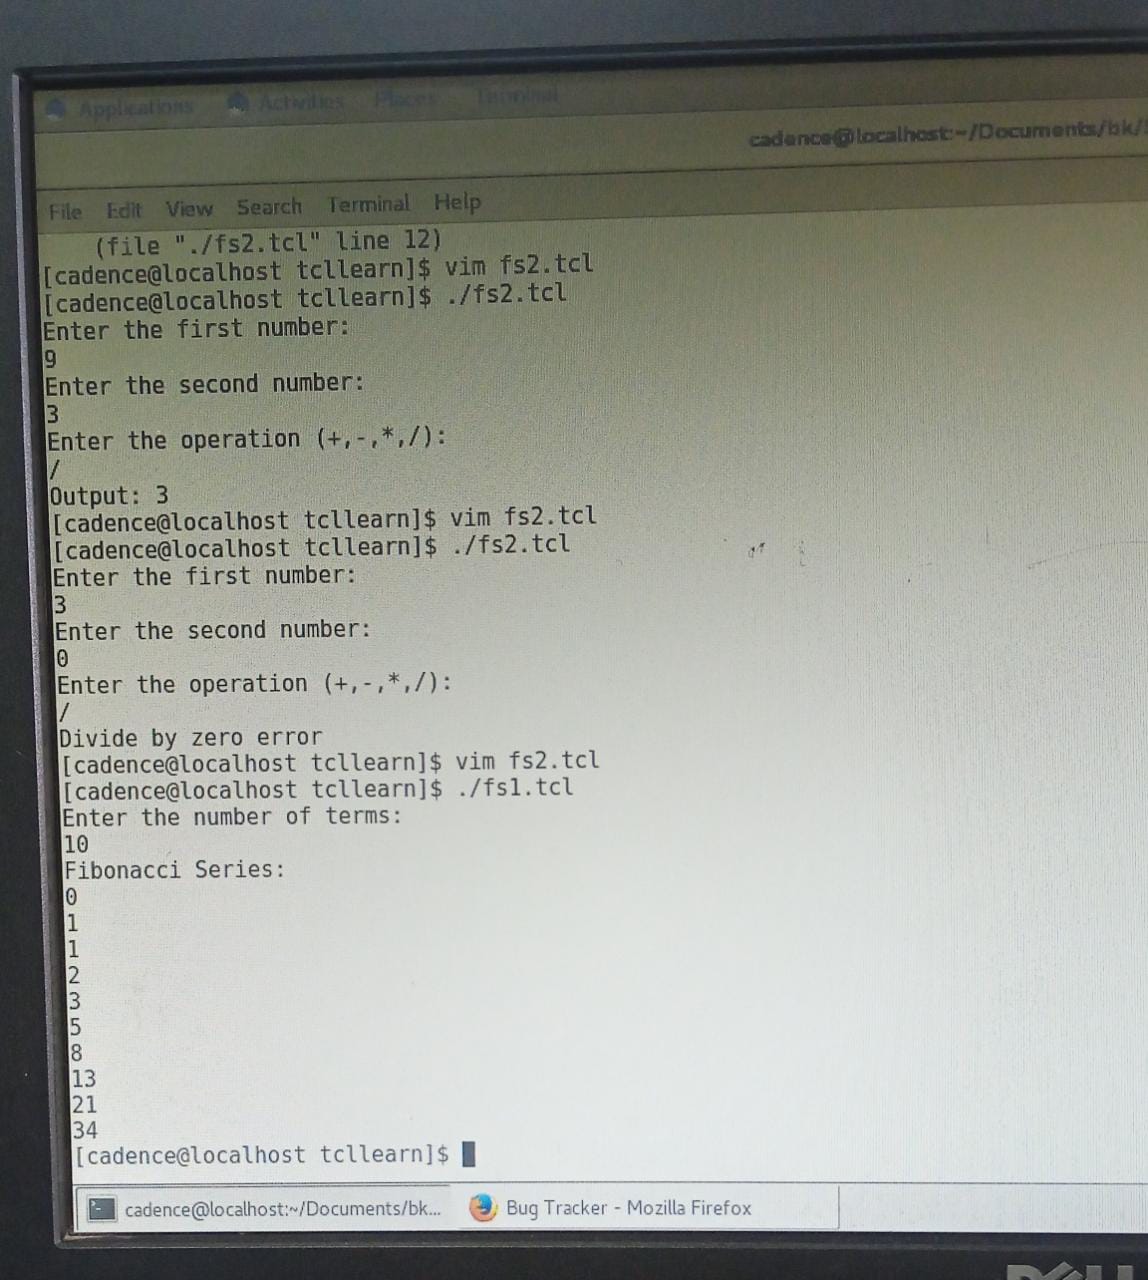 Applications Activities Places Terminal
cadence@localhost:~/Documents/bk/
File Edit View Search Terminal Help
(file "./fs2.tcl" line 12)
[cadence@localhost tcllearn]$ vim fs2.tcl
[cadence@localhost tcllearn]$ ./fs2.tcl
Enter the first number:
9
Enter the second number:
3
Enter the operation (+,-,*,/):
/
Output: 3
[cadence@localhost tcllearn]$ vim fs2.tcl
[cadence@localhost tcllearn]$ ./fs2.tcl
Enter the first number:
3
Enter the second number:
0
Enter the operation (+,-,*,/):
/
Divide by zero error
[cadence@localhost tcllearn]$ vim fs2.tcl
[cadence@localhost tcllearn]$ ./fs1.tcl
Enter the number of terms:
10
Fibonacci Series:
0
1
1
2
3
5
8
13
21
34
[cadence@localhost tcllearn]$
cadence@localhost:~/Documents/bk... Bug Tracker - Mozilla Firefox
DELL